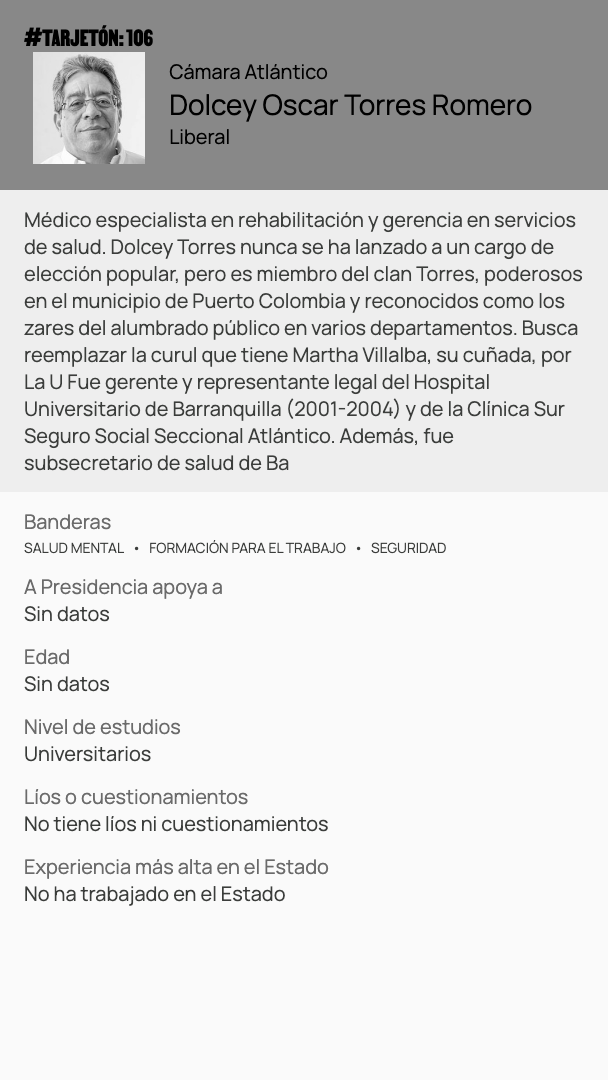 #TARJETÓN: 106
Cámara Atlántico
Dolcey Oscar Torres Romero
Liberal
Médico especialista en rehabilitación y gerencia en servicios
de salud. Dolcey Torres nunca se ha lanzado a un cargo de
elección popular, pero es miembro del clan Torres, poderosos
en el municipio de Puerto Colombia y reconocidos como los
zares del alumbrado público en varios departamentos. Busca
reemplazar la curul que tiene Martha Villalba, su cuñada, por
La U Fue gerente y representante legal del Hospital
Universitario de Barranquilla (2001-2004) y de la Clínica Sur
Seguro Social Seccional Atlántico. Además, fue
subsecretario de salud de Ba
Banderas
SALUD MENTAL • FORMACIÓN PARA EL TRABAJO • SEGURIDAD
A Presidencia apoya a
Sin datos
Edad
Sin datos
Nivel de estudios
Universitarios
Líos o cuestionamientos
No tiene líos ni cuestionamientos
Experiencia más alta en el Estado
No ha trabajado en el Estado